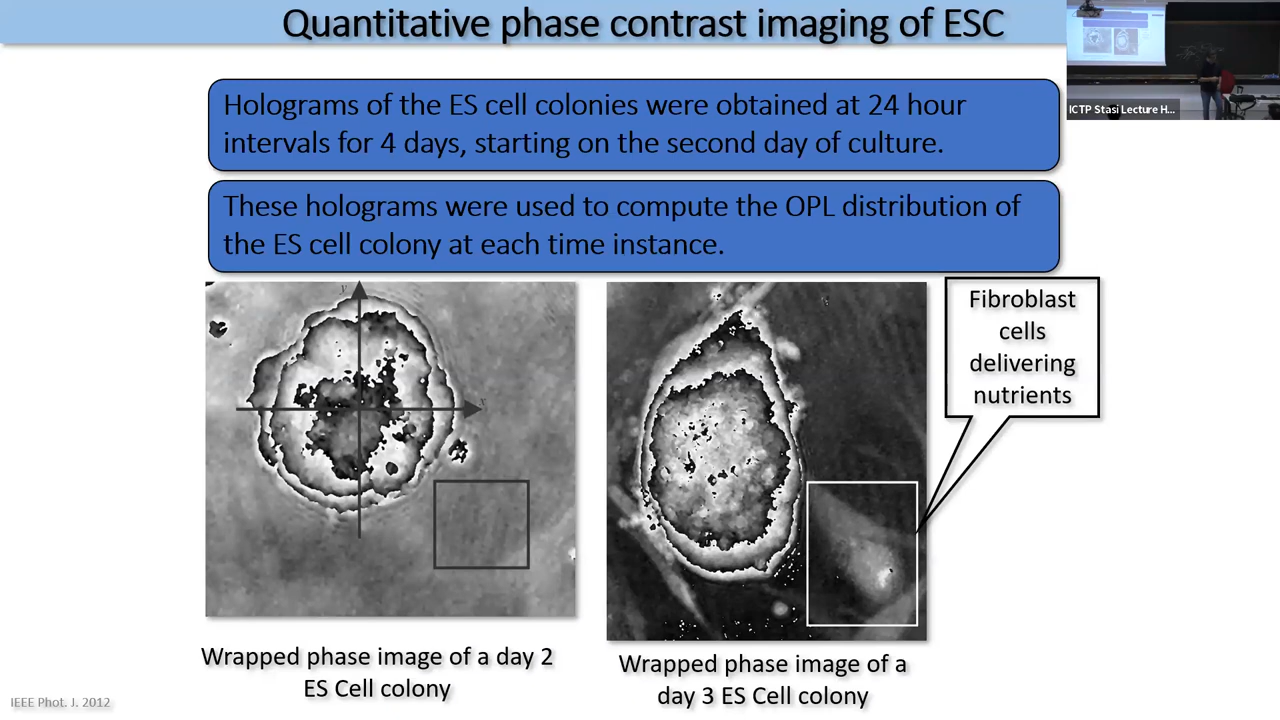 Quantitative phase contrast imaging of ESC
ICTP Stasi Lecture H...
Holograms of the ES cell colonies were obtained at 24 hour
intervals for 4 days, starting on the second day of culture.
These holograms were used to compute the OPL distribution of
the ES cell colony at each time instance.
Fibroblast
cells
delivering
nutrients
y
x
Wrapped phase image of a day 2
ES Cell colony
Wrapped phase image of a
day 3 ES Cell colony
IEEE Phot. J. 2012